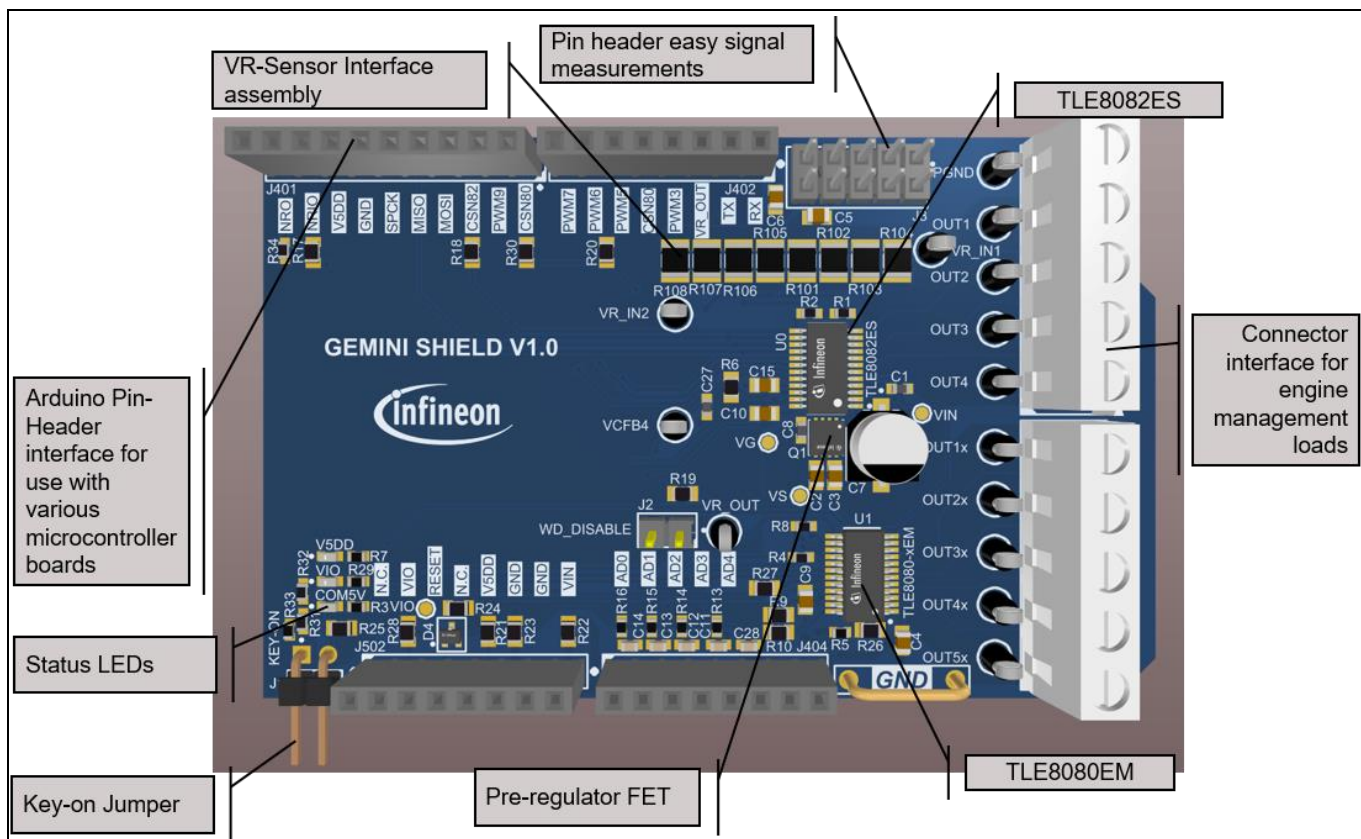 Pin header easy signal
measurements
VR-Sensor Interface
assembly
TLE8082ES
J401
NRO
NRIO
V5DD
GND
SPCK
MISO
MOSI
CSN82
PWM9
CSN80
PWM7
PWM6
PWM5
CSN80
PWM3
VR_OUT
TX
RX
J402
C6
C5
J3
PGND
OUT1
VR_IN1
OUT2
OUT3
OUT4
R34
R18
R30
R20
R105
R102
R104
R108
R107
R106
R101
R103
VR_IN2
R2
R1
U0
Infineon
TLE8082ES
GEMINI SHIELD V1.0
infineon
R6
C15
C27
C10
C1
VIN
VCFB4
VG
C8
Q1
C2
C3
C7
VS
OUT1x
OUT2x
OUT3x
OUT4x
OUT5x
Connector
interface for
engine
management
loads
Arduino Pin-
Header
interface for
use with
various
microcontroller
boards
R19
J2
VR_OUT
WD_DISABLE
R8
U1
R4
Infineon
TLE8080-xEM
V5DD
R7
R32
VIO
R29
COM5V
R3
R33
R31
R25
KEY-ON
N.C.
VIO
RESET
N.C.
V5DD
GND
GND
VIN
AD0
AD1
AD2
AD3
AD4
VIO
R24
R28
D4
R21
R23
R22
R16
C14
R15
C13
R14
C12
C11
R13
C28
R27
R9
R10
C9
R5
R26
C4
J502
J404
GND
Status LEDs
Key-on Jumper
Pre-regulator FET
TLE8080EM